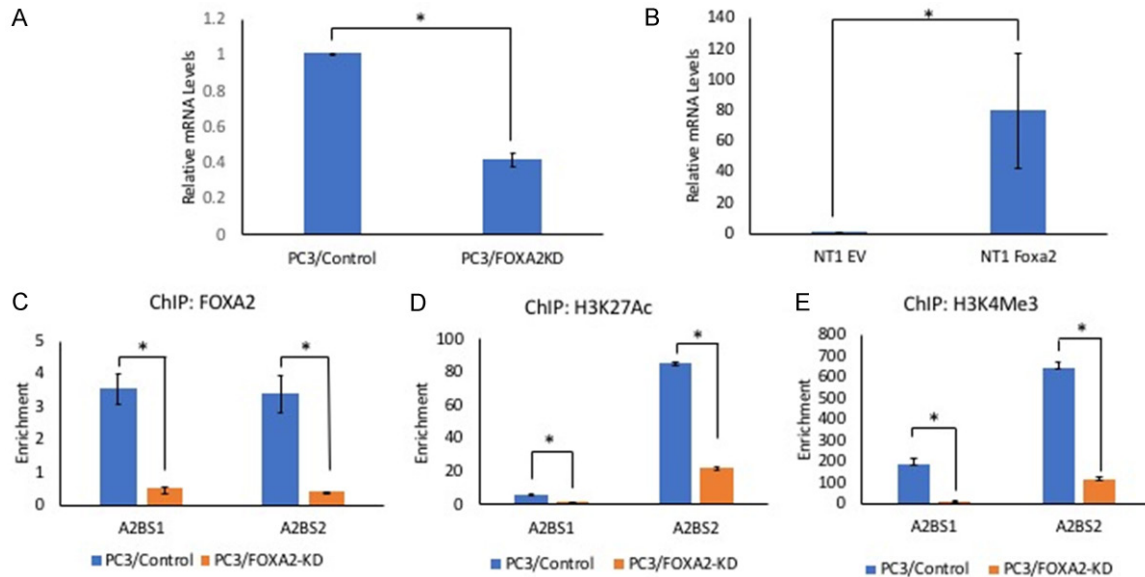 A
Relative mRNA Levels
1.2
1
0.8
0.6
0.4
0.2
0
*
PC3/Control PC3/FOXA2KD
B
Relative mRNA Levels
140
120
100
80
60
40
20
0
*
NT1 EV NT1 Foxa2
C
ChIP: FOXA2
Enrichment
5
4
3
2
1
0
* *
A2BS1 A2BS2
PC3/Control PC3/FOXA2-KD
D
ChIP: H3K27Ac
Enrichment
100
80
60
40
20
0
* *
A2BS1 A2BS2
PC3/Control PC3/FOXA2-KD
E
ChIP: H3K4Me3
Enrichment
800
700
600
500
400
300
200
100
0
* *
A2BS1 A2BS2
PC3/Control PC3/FOXA2-KD